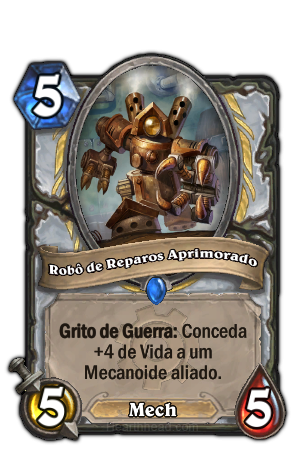 5
Robô de Reparos Aprimorado
Grito de Guerra: Conceda
+4 de Vida a um
Mecanoide aliado.
5
Mech
5